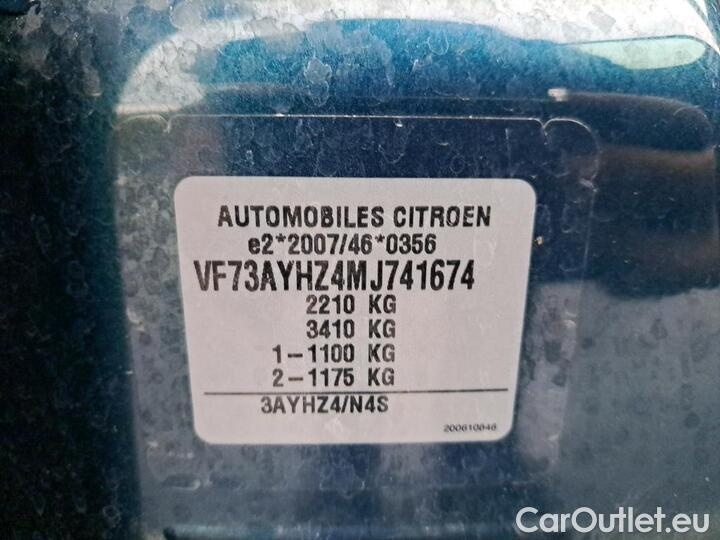 AUTOMOBILES CITROEN
e2*2007/46*0356
VF73AYHZ4MJ741674
2210 KG
3410 KG
1-1100 KG
2-1175 KG
3AYHZ4/N4S
200610846
CarOutlet.eu